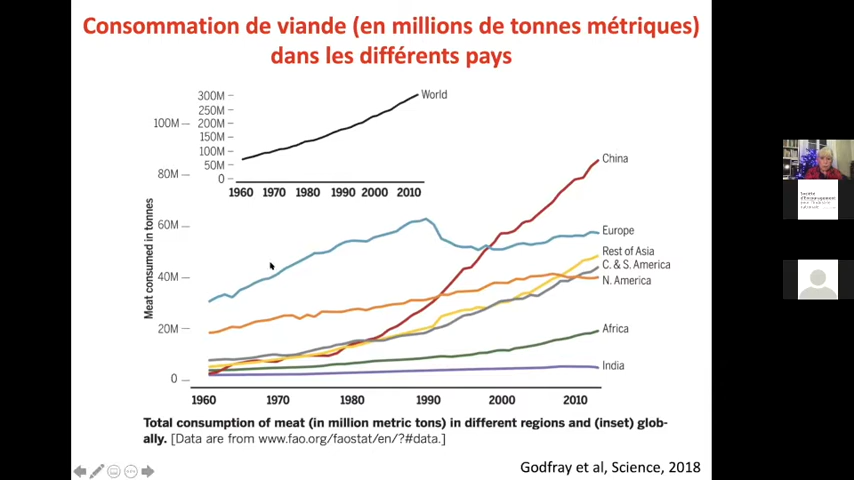 Consommation de viande (en millions de tonnes métriques)
dans les différents pays
300M
250M
200M
150M
100M
50M
0
World
1960 1970 1980 1990 2000 2010
Meat consumed in tonnes
100M
80M
60M
40M
20M
0
China
Europe
Rest of Asia
C. & S. America
N. America
Africa
India
1960 1970 1980 1990 2000 2010
Total consumption of meat (in million metric tons) in different regions and (inset) glob-
ally. [Data are from www.fao.org/faostat/en/?#data.]
Godfray et al, Science, 2018
Société
d'Encouragement